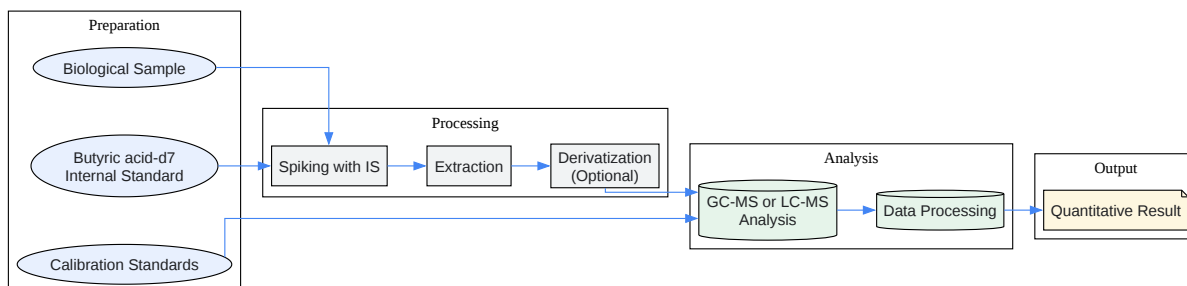 Preparation
Biological Sample
Butyric acid-d7
Internal Standard
Calibration Standards
Processing
Spiking with IS
Extraction
Derivatization
(Optional)
Analysis
GC-MS or LC-MS
Analysis
Data Processing
Output
Quantitative Result